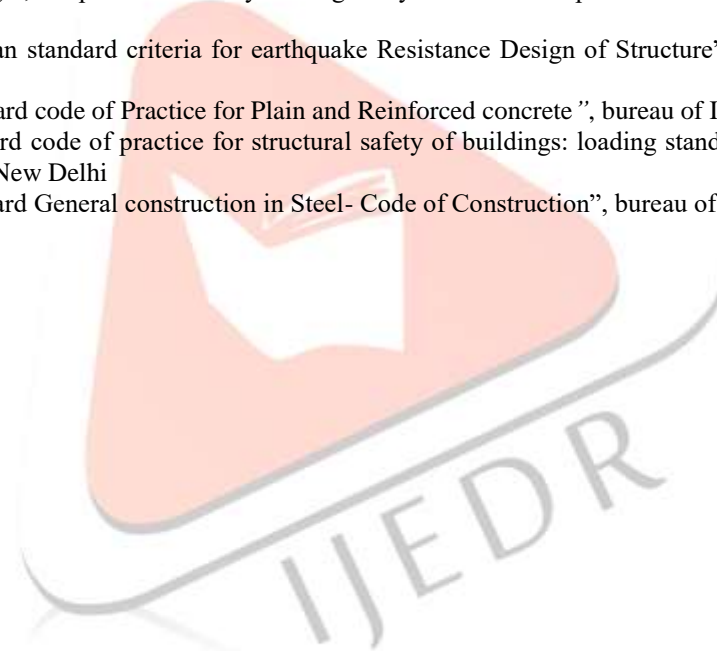 an standard criteria for earthquake Resistance Design of Structure”
ard code of Practice for Plain and Reinforced concrete ”, bureau of I
rd code of practice for structural safety of buildings: loading stand
New Delhi
ard General construction in Steel- Code of Construction”, bureau of
IJEDR